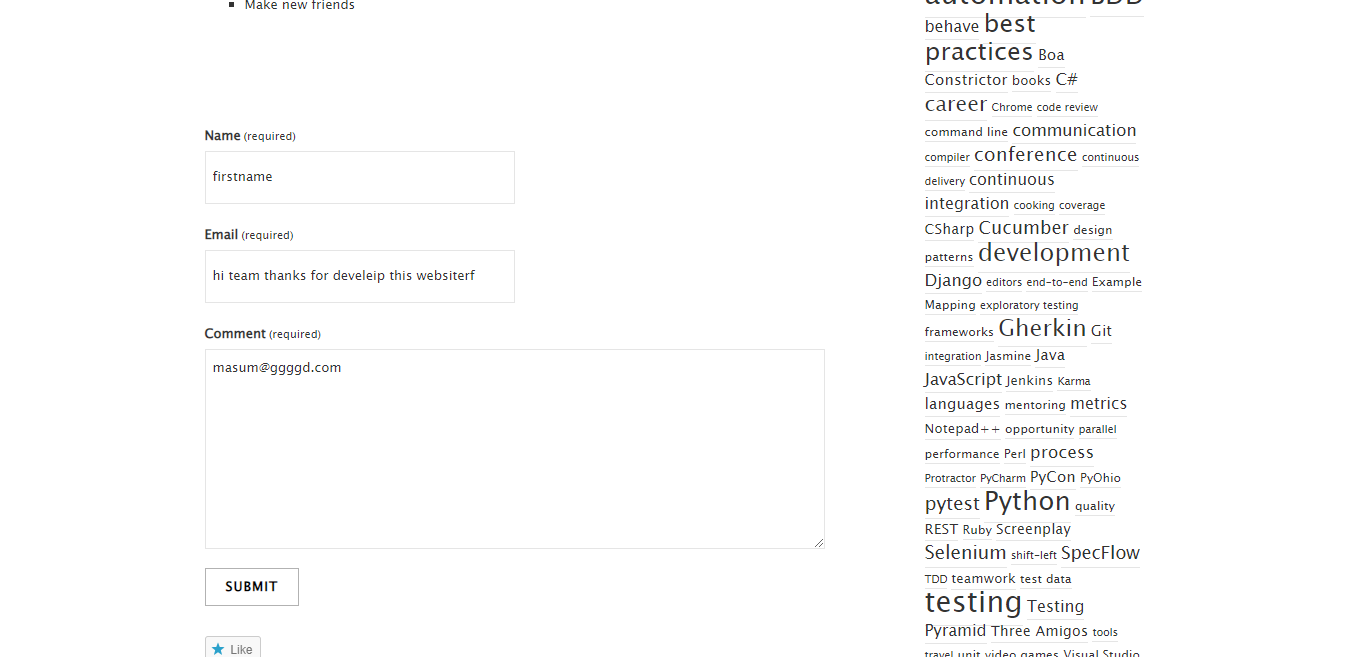 Make new friends
Name (required)
firstname
Email (required)
hi team thanks for develeip this websiterf
Comment (required)
masum@ggggd.com
SUBMIT
Like
automation BDD
behave best
practices Boa
Constrictor books C#
career Chrome code review
command line communication
compiler conference continuous
delivery continuous
integration cooking coverage
CSharp Cucumber design
patterns development
Django editors end-to-end Example
Mapping exploratory testing
frameworks Gherkin Git
integration Jasmine Java
JavaScript Jenkins Karma
languages mentoring metrics
Notepad++ opportunity parallel
performance Perl process
Protractor PyCharm PyCon PyOhio
pytest Python quality
REST Ruby Screenplay
Selenium shift-left SpecFlow
TDD teamwork test data
testing Testing
Pyramid Three Amigos tools
travel unit video games Visual Studio